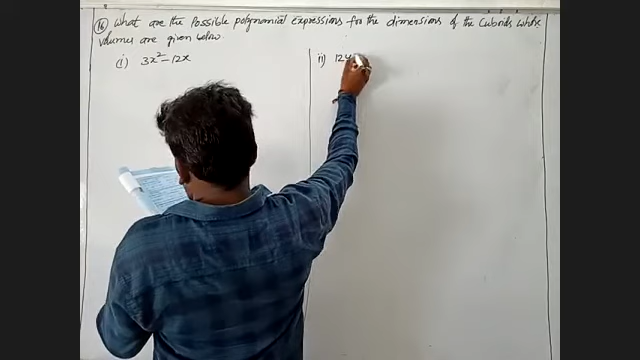 (16) What are the Possible polynomial expressions for the dimensions of the Cuboids whose
volumes are given below.
(i) 3x² - 12x
ii) 12y